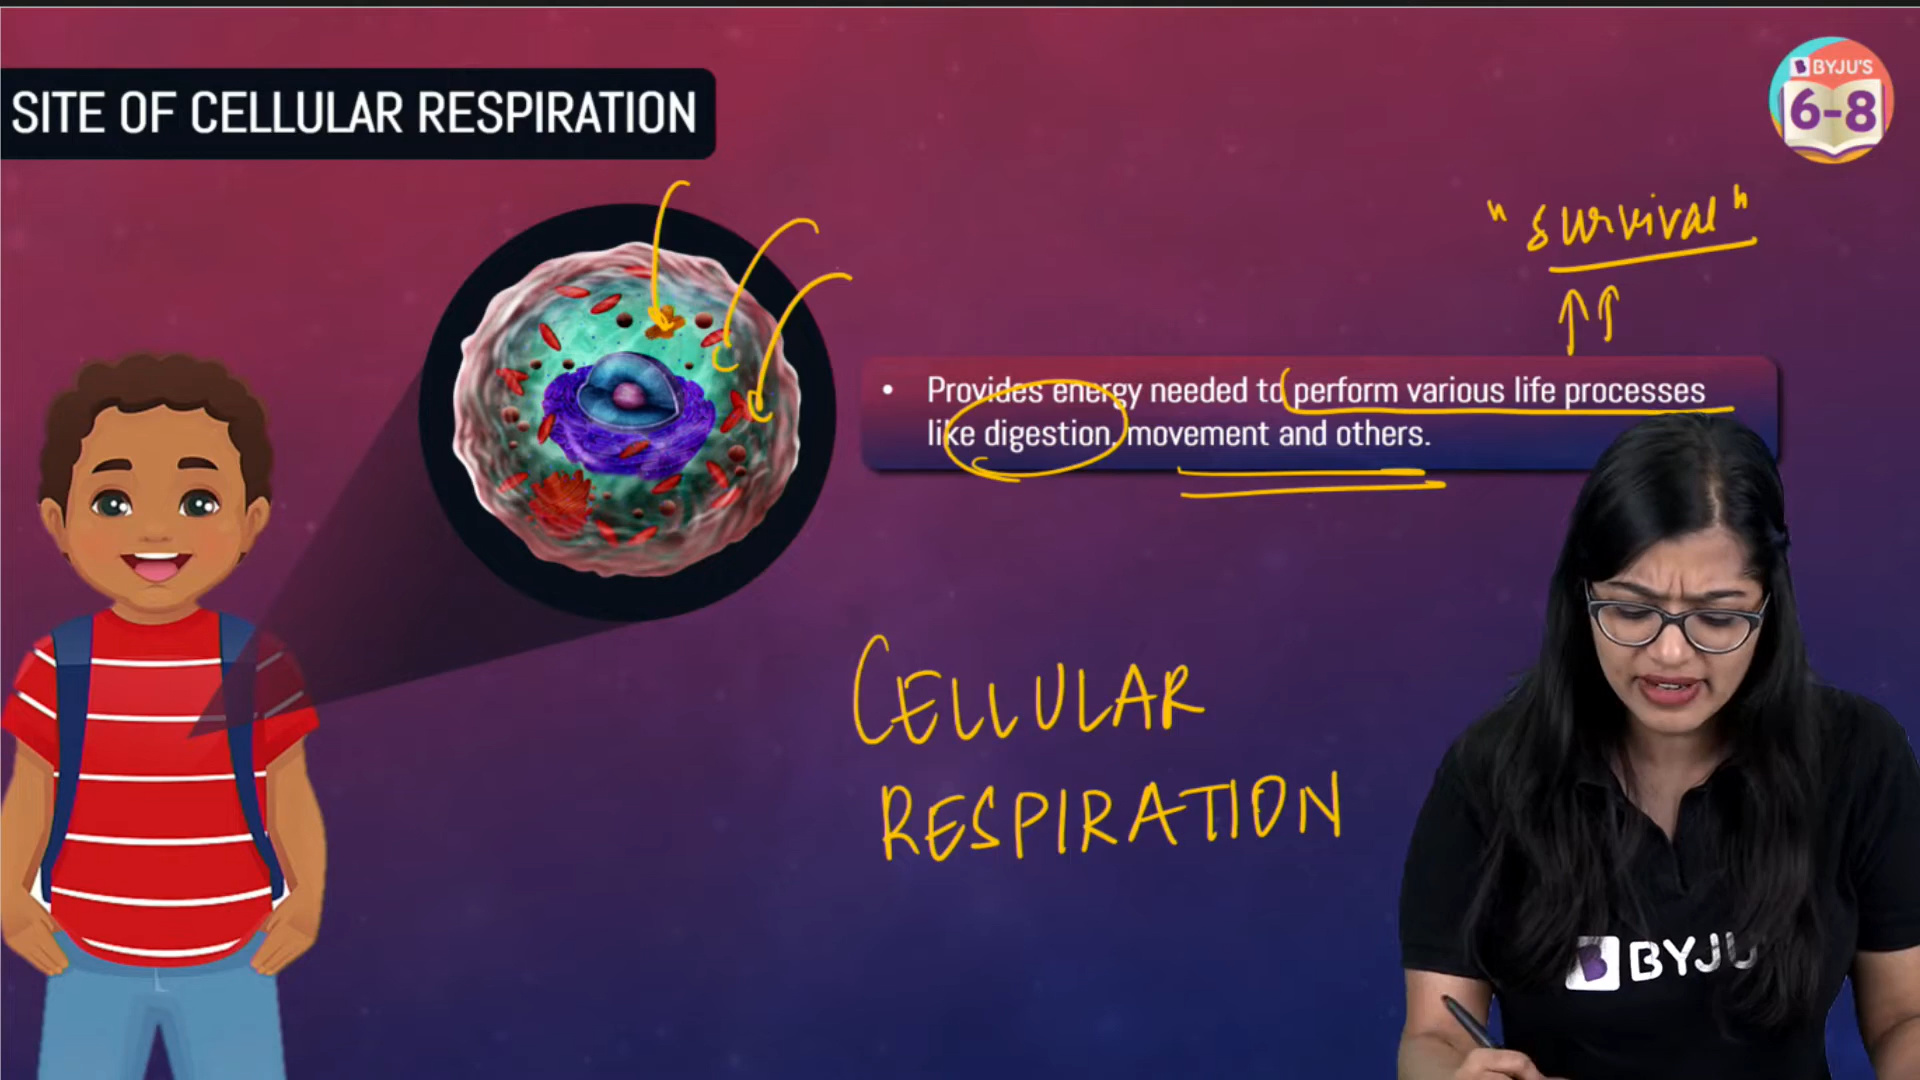 SITE OF CELLULAR RESPIRATION
BYJU'S
6-8
"survival"
• Provides energy needed to perform various life processes
like digestion, movement and others.
CELLULAR
RESPIRATION
BYJU